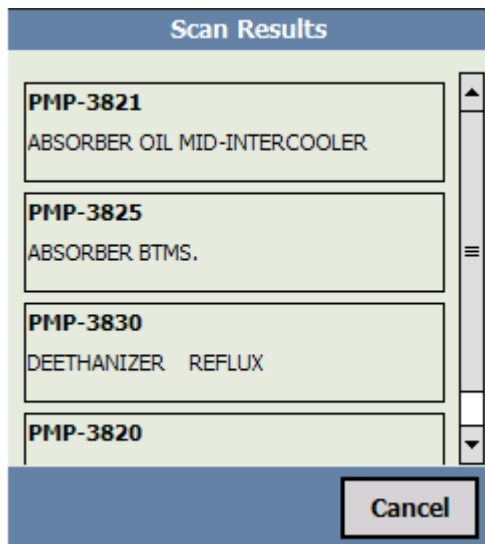 Scan Results
PMP-3821
ABSORBER OIL MID-INTERCOOLER
PMP-3825
ABSORBER BTMS.
PMP-3830
DEETHANIZER REFLUX
PMP-3820
Cancel